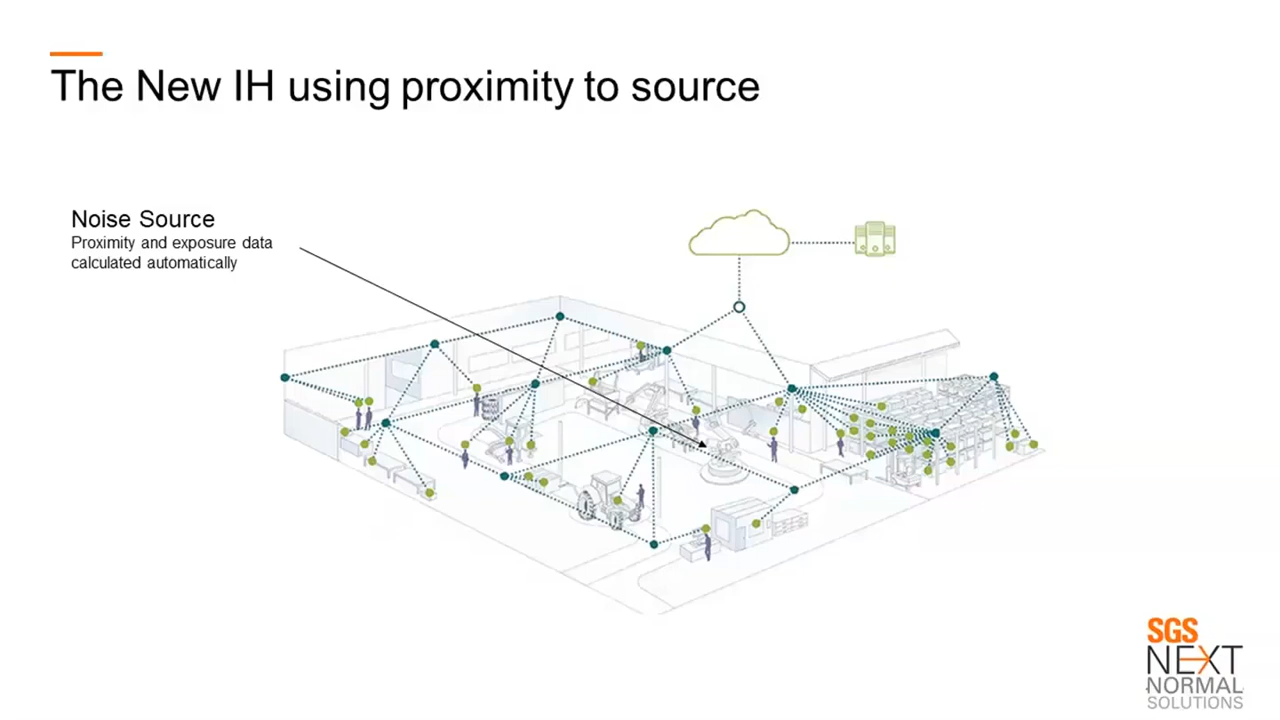 The New IH using proximity to source
Noise Source
Proximity and exposure data
calculated automatically
SGS
NEXT
NORMAL
SOLUTIONS